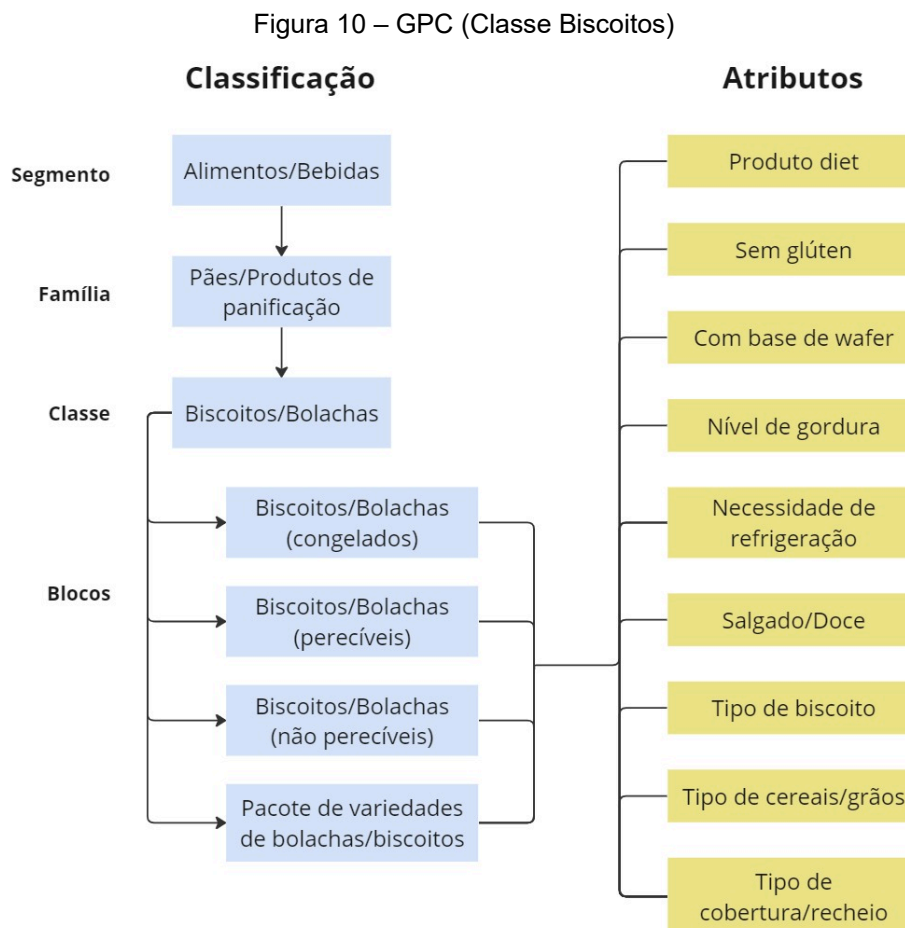 Figura 10 – GPC (Classe Biscoitos)
Classificação
Atributos
Segmento
Alimentos/Bebidas
Família
Pães/Produtos de
panificação
Classe
Biscoitos/Bolachas
Blocos
Biscoitos/Bolachas
(congelados)
Biscoitos/Bolachas
(perecíveis)
Biscoitos/Bolachas
(não perecíveis)
Pacote de variedades
de bolachas/biscoitos
Produto diet
Sem glúten
Com base de wafer
Nível de gordura
Necessidade de
refrigeração
Salgado/Doce
Tipo de biscoito
Tipo de cereais/grãos
Tipo de
cobertura/recheio